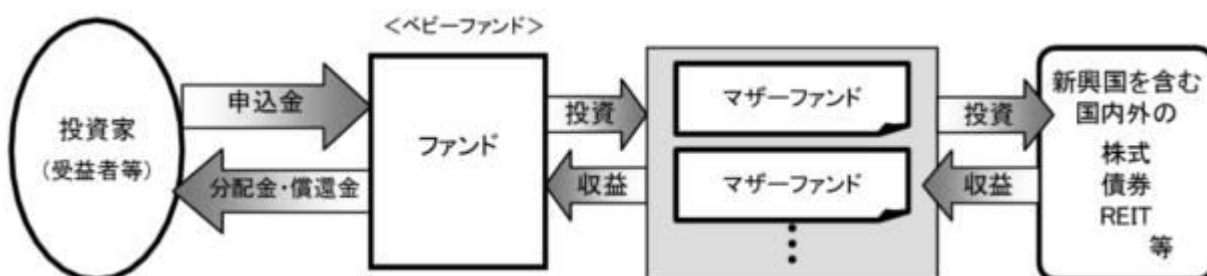 <ベビーファンド>
投資家
(受益者等)
申込金
分配金・償還金
ファンド
投資
収益
マザーファンド
マザーファンド
投資
収益
新興国を含む
国内外の
株式
債券
REIT
等